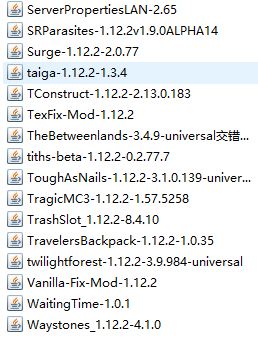 ServerPropertiesLAN-2.65
SRParasites-1.12.2v1.9.0ALPHA14
Surge-1.12.2-2.0.77
taiga-1.12.2-1.3.4
TConstruct-1.12.2-2.13.0.183
TexFix-Mod-1.12.2
TheBetweenlands-3.4.9-universal交错...
tiths-beta-1.12.2-0.2.77.7
ToughAsNails-1.12.2-3.1.0.139-univer...
TragicMC3-1.12.2-1.57.5258
TrashSlot_1.12.2-8.4.10
TravelersBackpack-1.12.2-1.0.35
twilightforest-1.12.2-3.9.984-universal
Vanilla-Fix-Mod-1.12.2
WaitingTime-1.0.1
Waystones_1.12.2-4.1.0